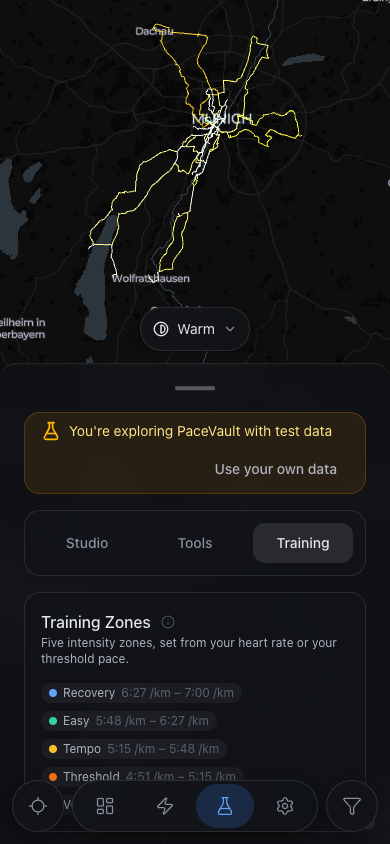 Dachau
MUNICH
Wolfratshausen
eilheim in
perbayern
Warm
You're exploring PaceVault with test data
Use your own data
Studio
Tools
Training
Training Zones
Five intensity zones, set from your heart rate or your
threshold pace.
Recovery 6:27 /km – 7:00 /km
Easy 5:48 /km – 6:27 /km
Tempo 5:15 /km – 5:48 /km
Threshold 4:51 /km – 5:15 /km